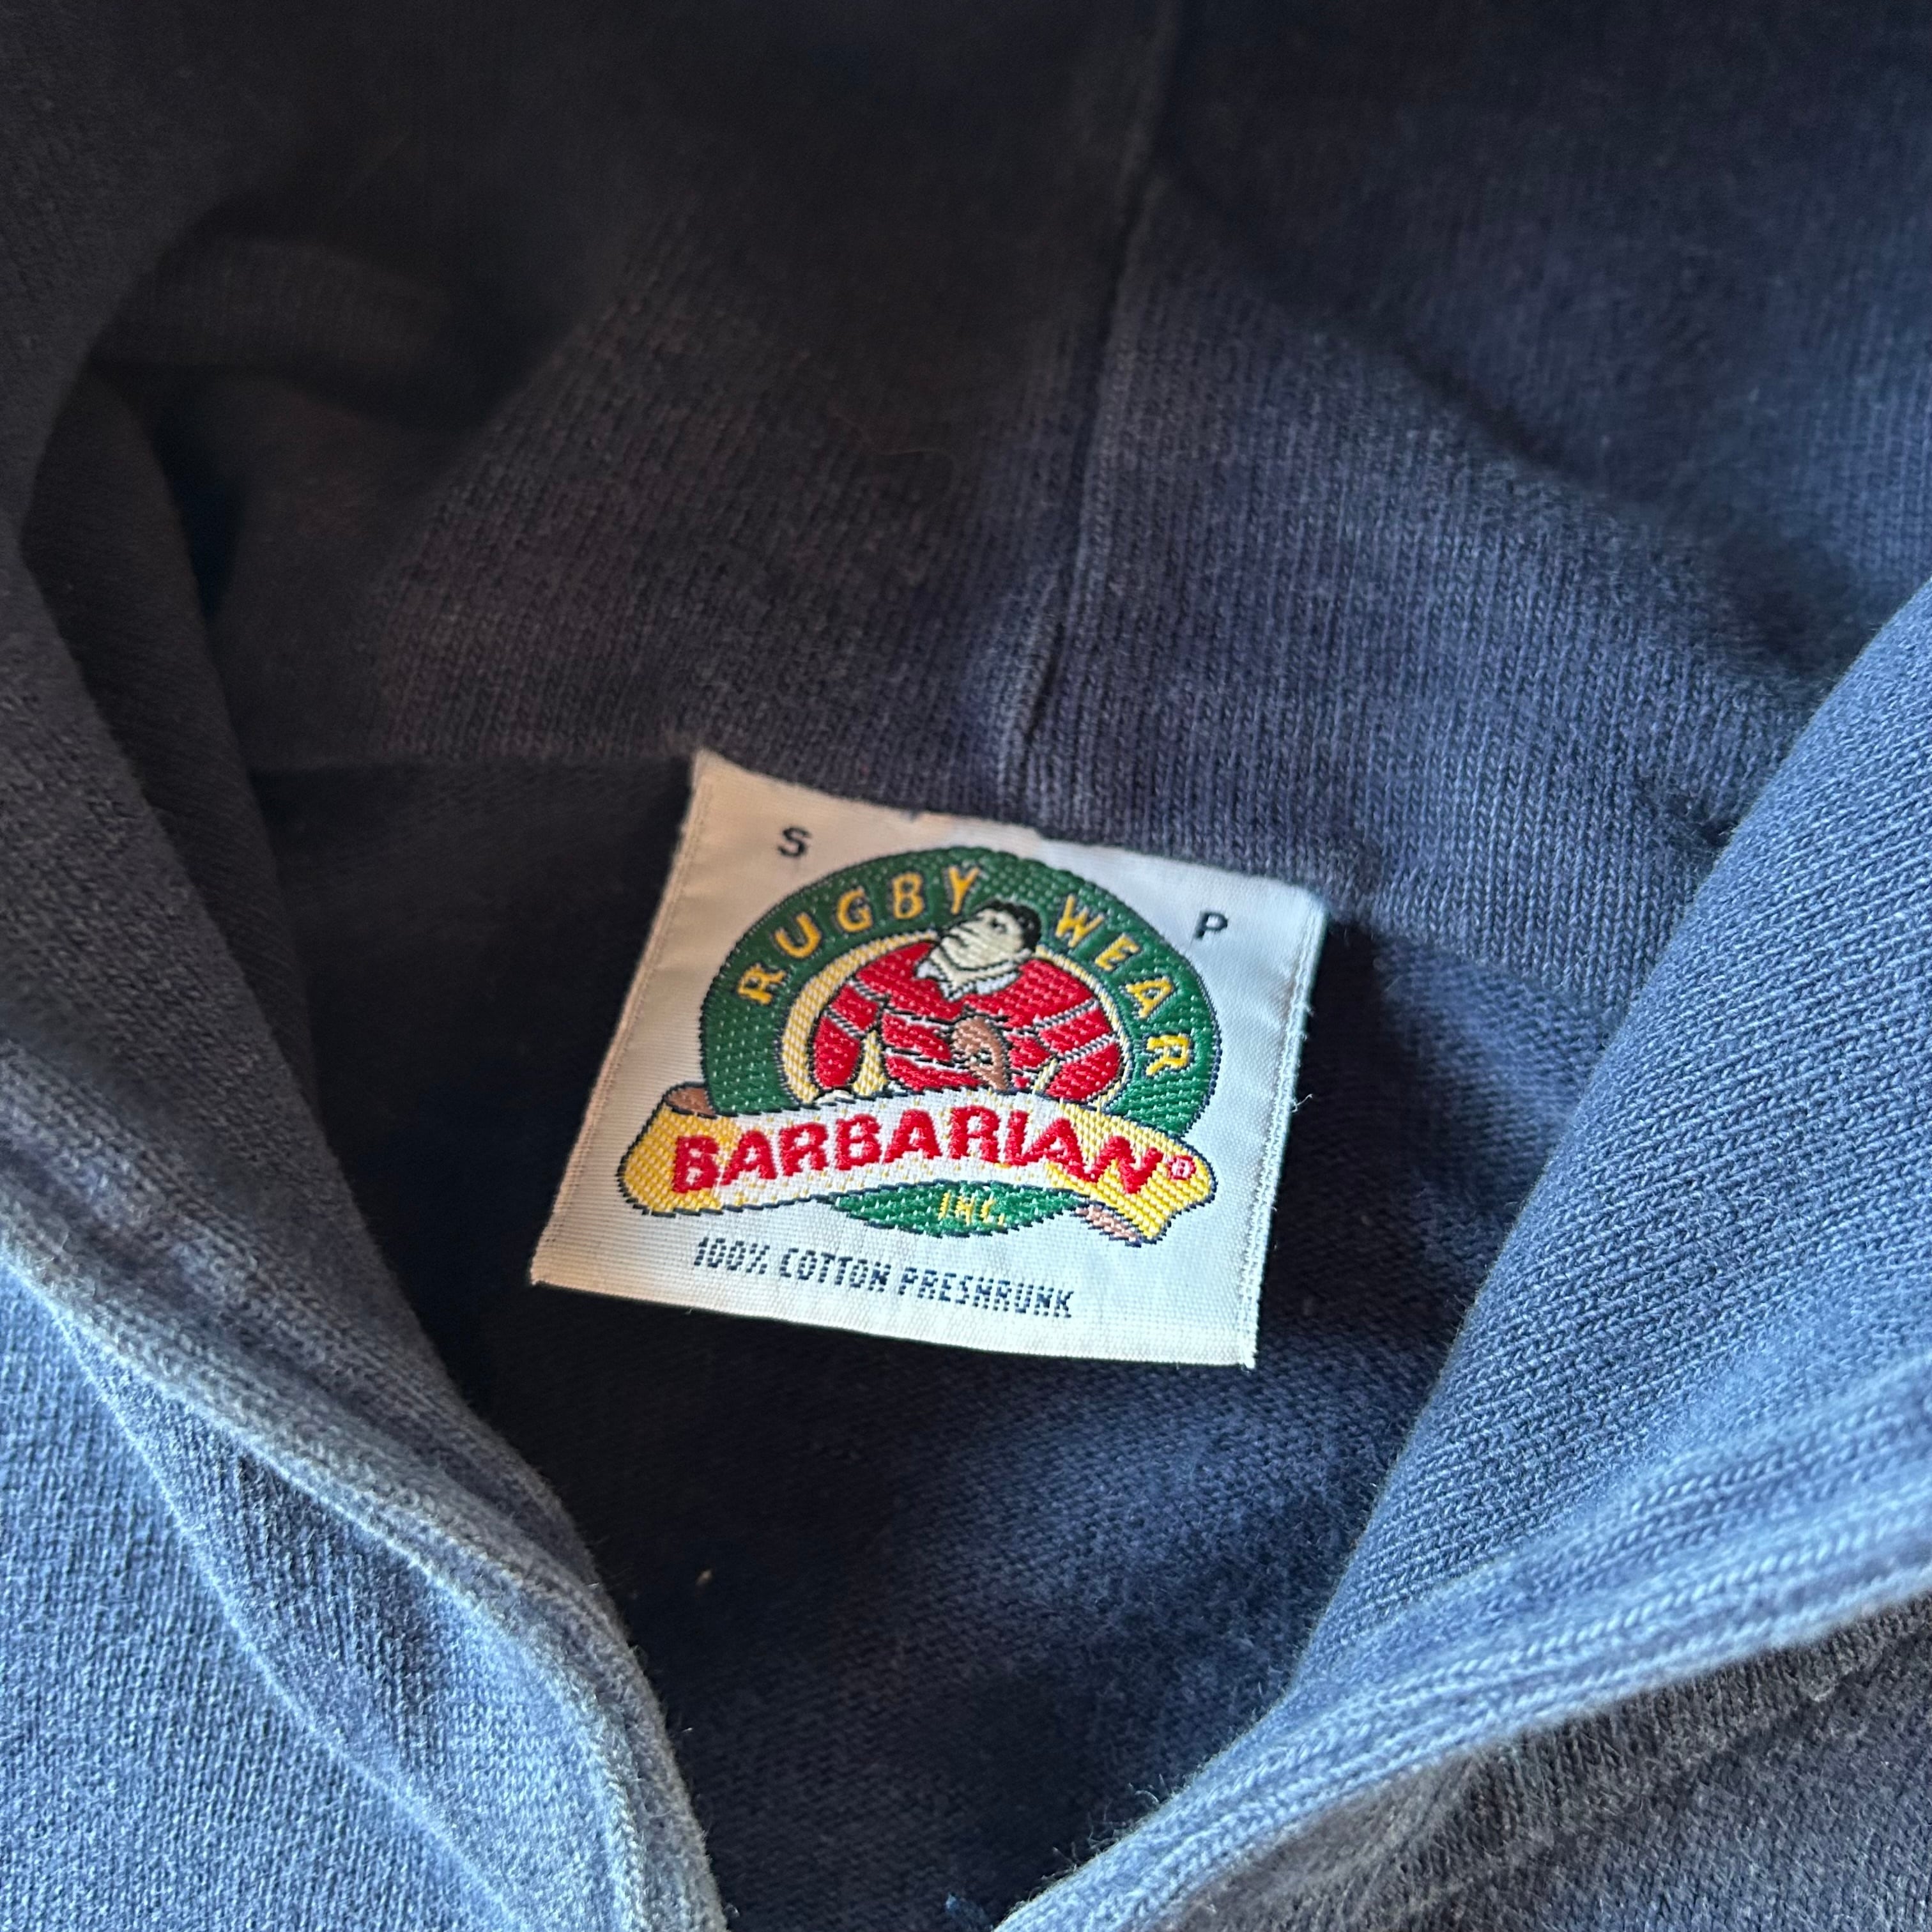 S P
RUGBY WEAR
BARBARIAN®
INC.
100% COTTON PRESHRUNK